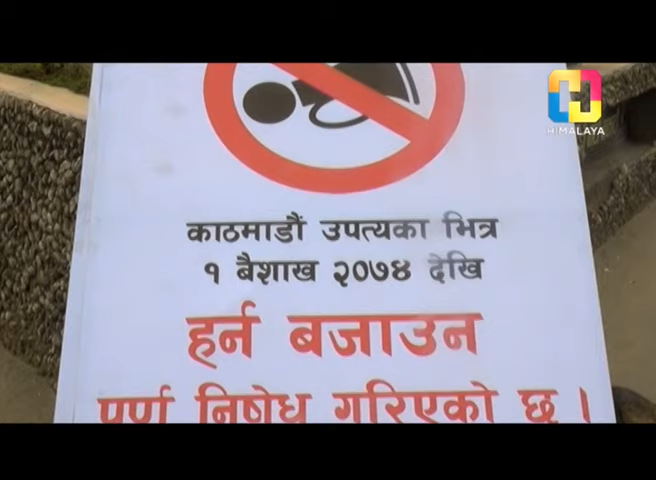 HIMALAYA
काठमाडौं उपत्यका भित्र
१ बैशाख २०७४ देखि
हर्न बजाउन
पूर्ण निषेध गरिएको छ ।